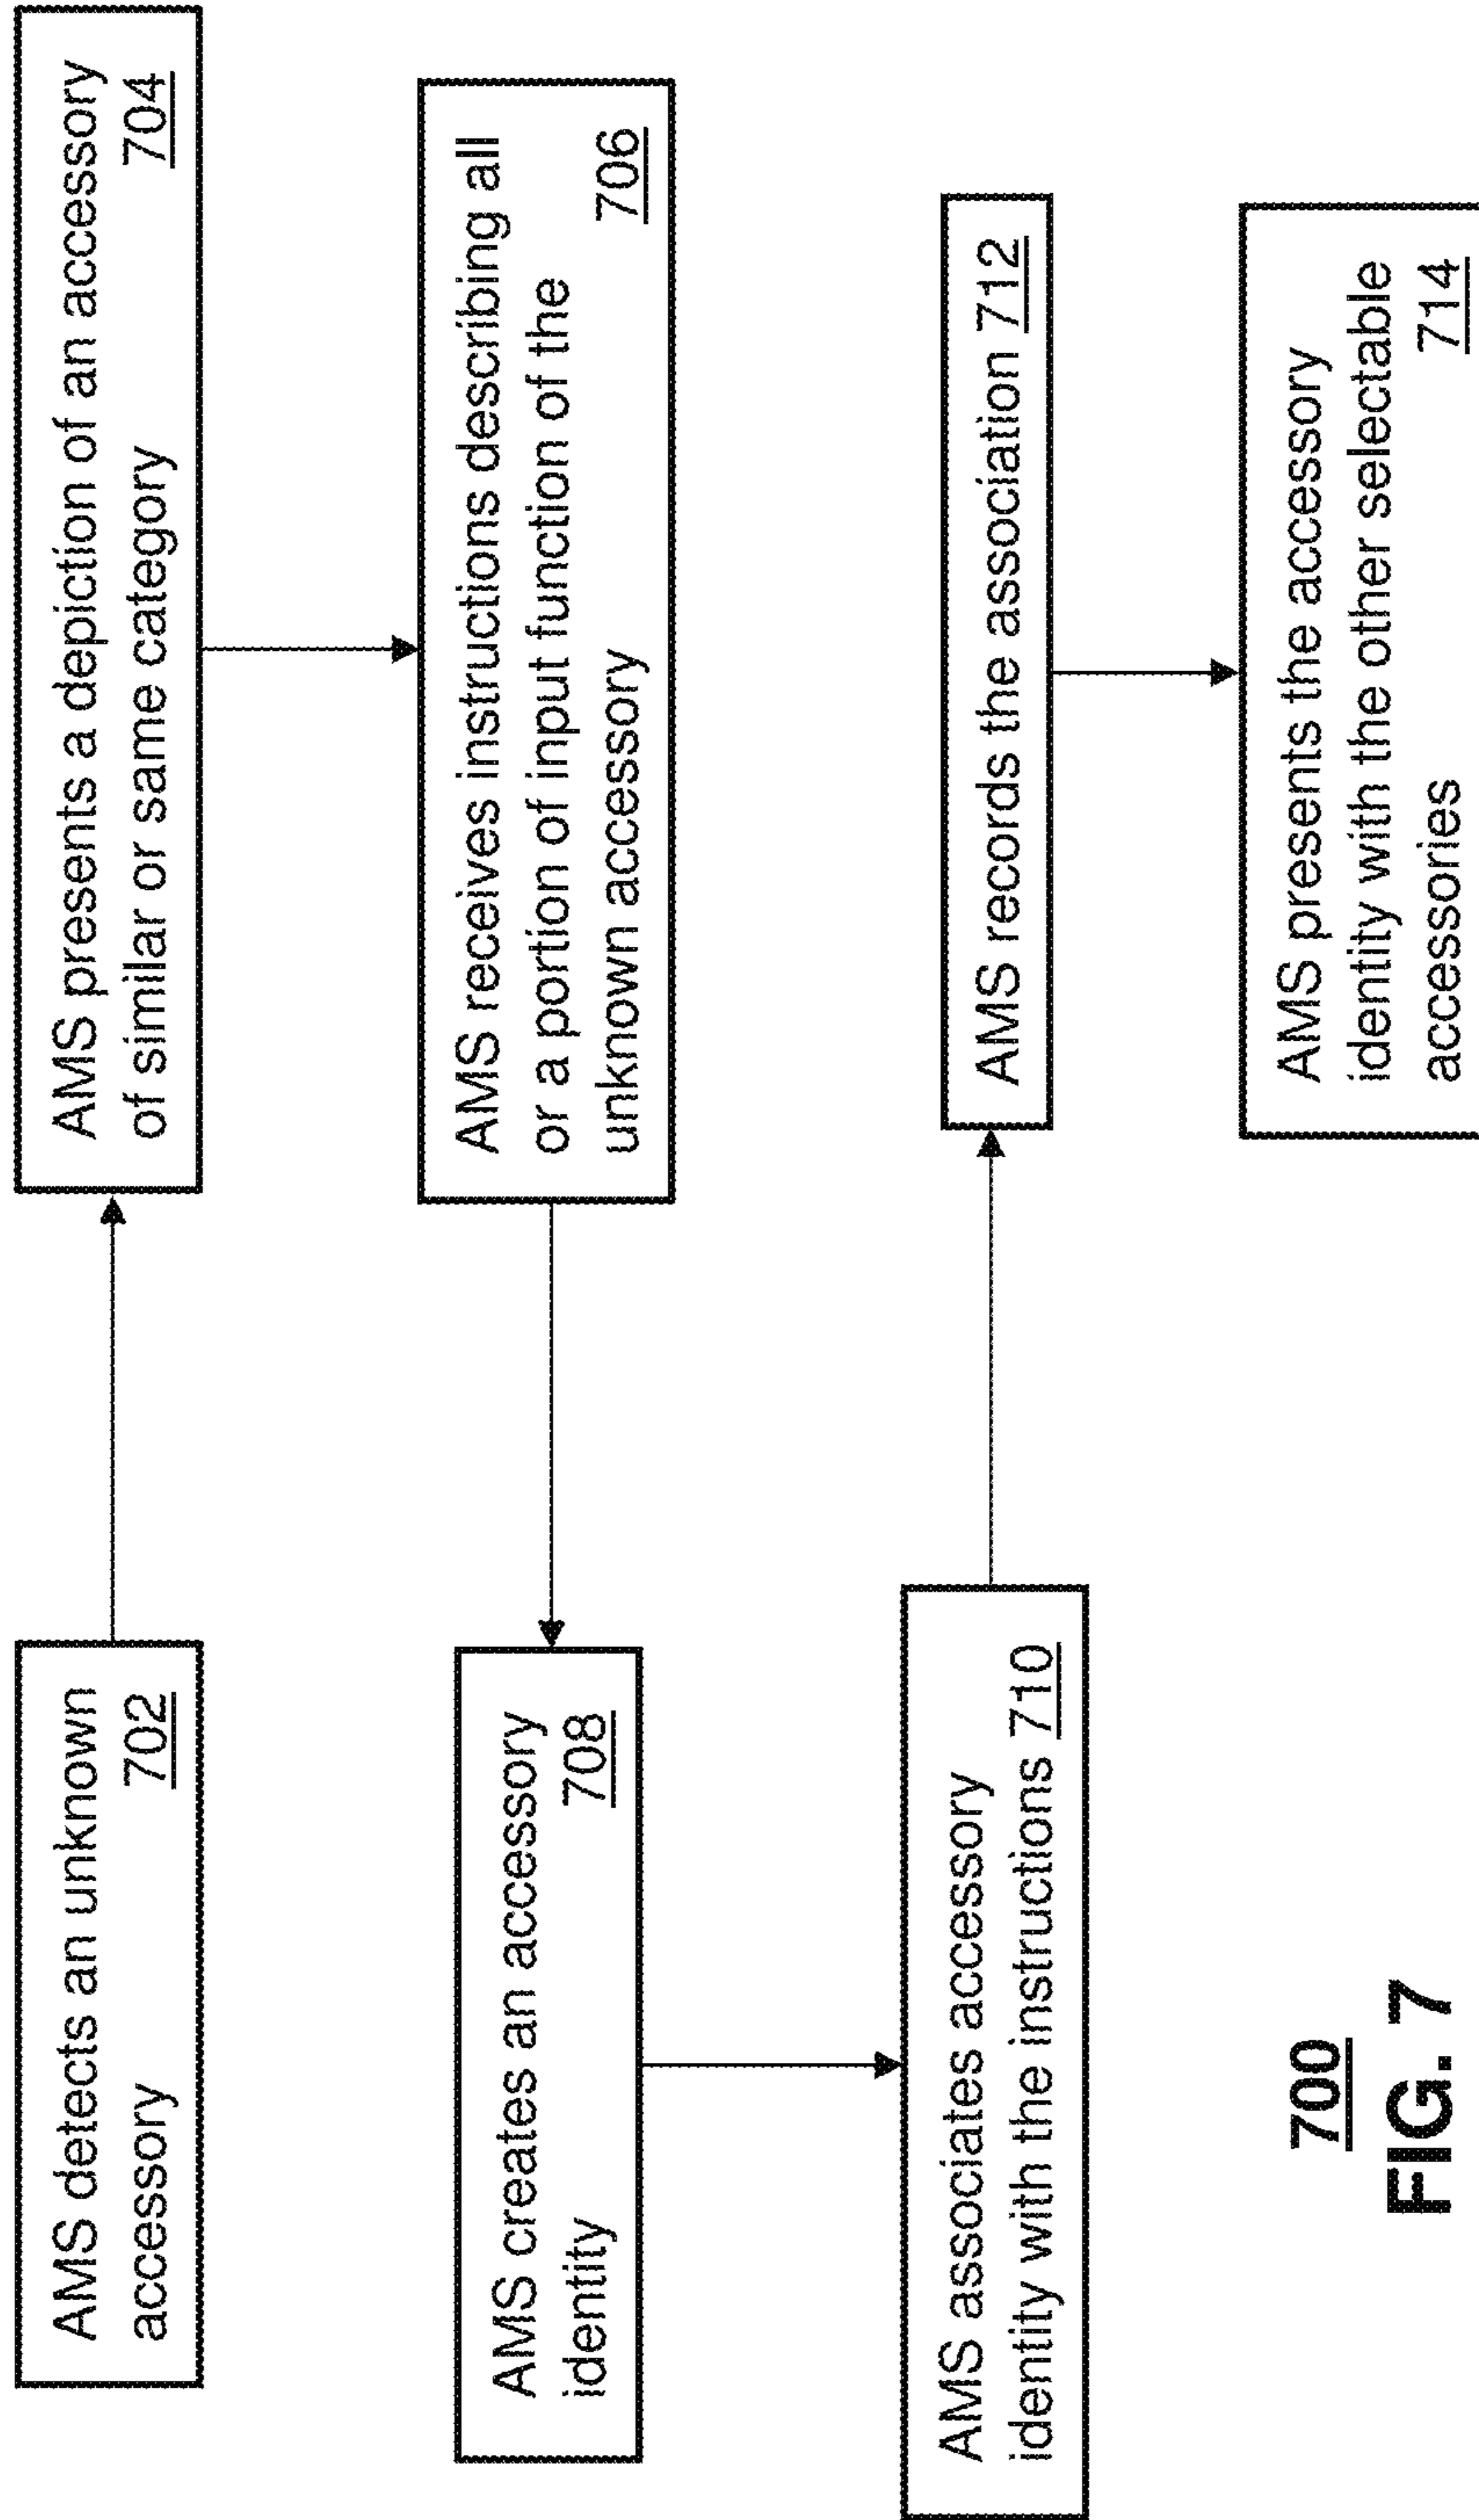 AMS detects an unknown
accessory 702
AMS presents a depiction of an accessory
of similar or same category 704
AMS receives instructions describing all
or a portion of input function of the 706
unknown accessory
AMS creates an accessory
identity 708
AMS associates accessory
identity with the instructions 710
AMS records the association 712
AMS presents the accessory
identity with the other selectable
accessories 714
700
FIG. 7